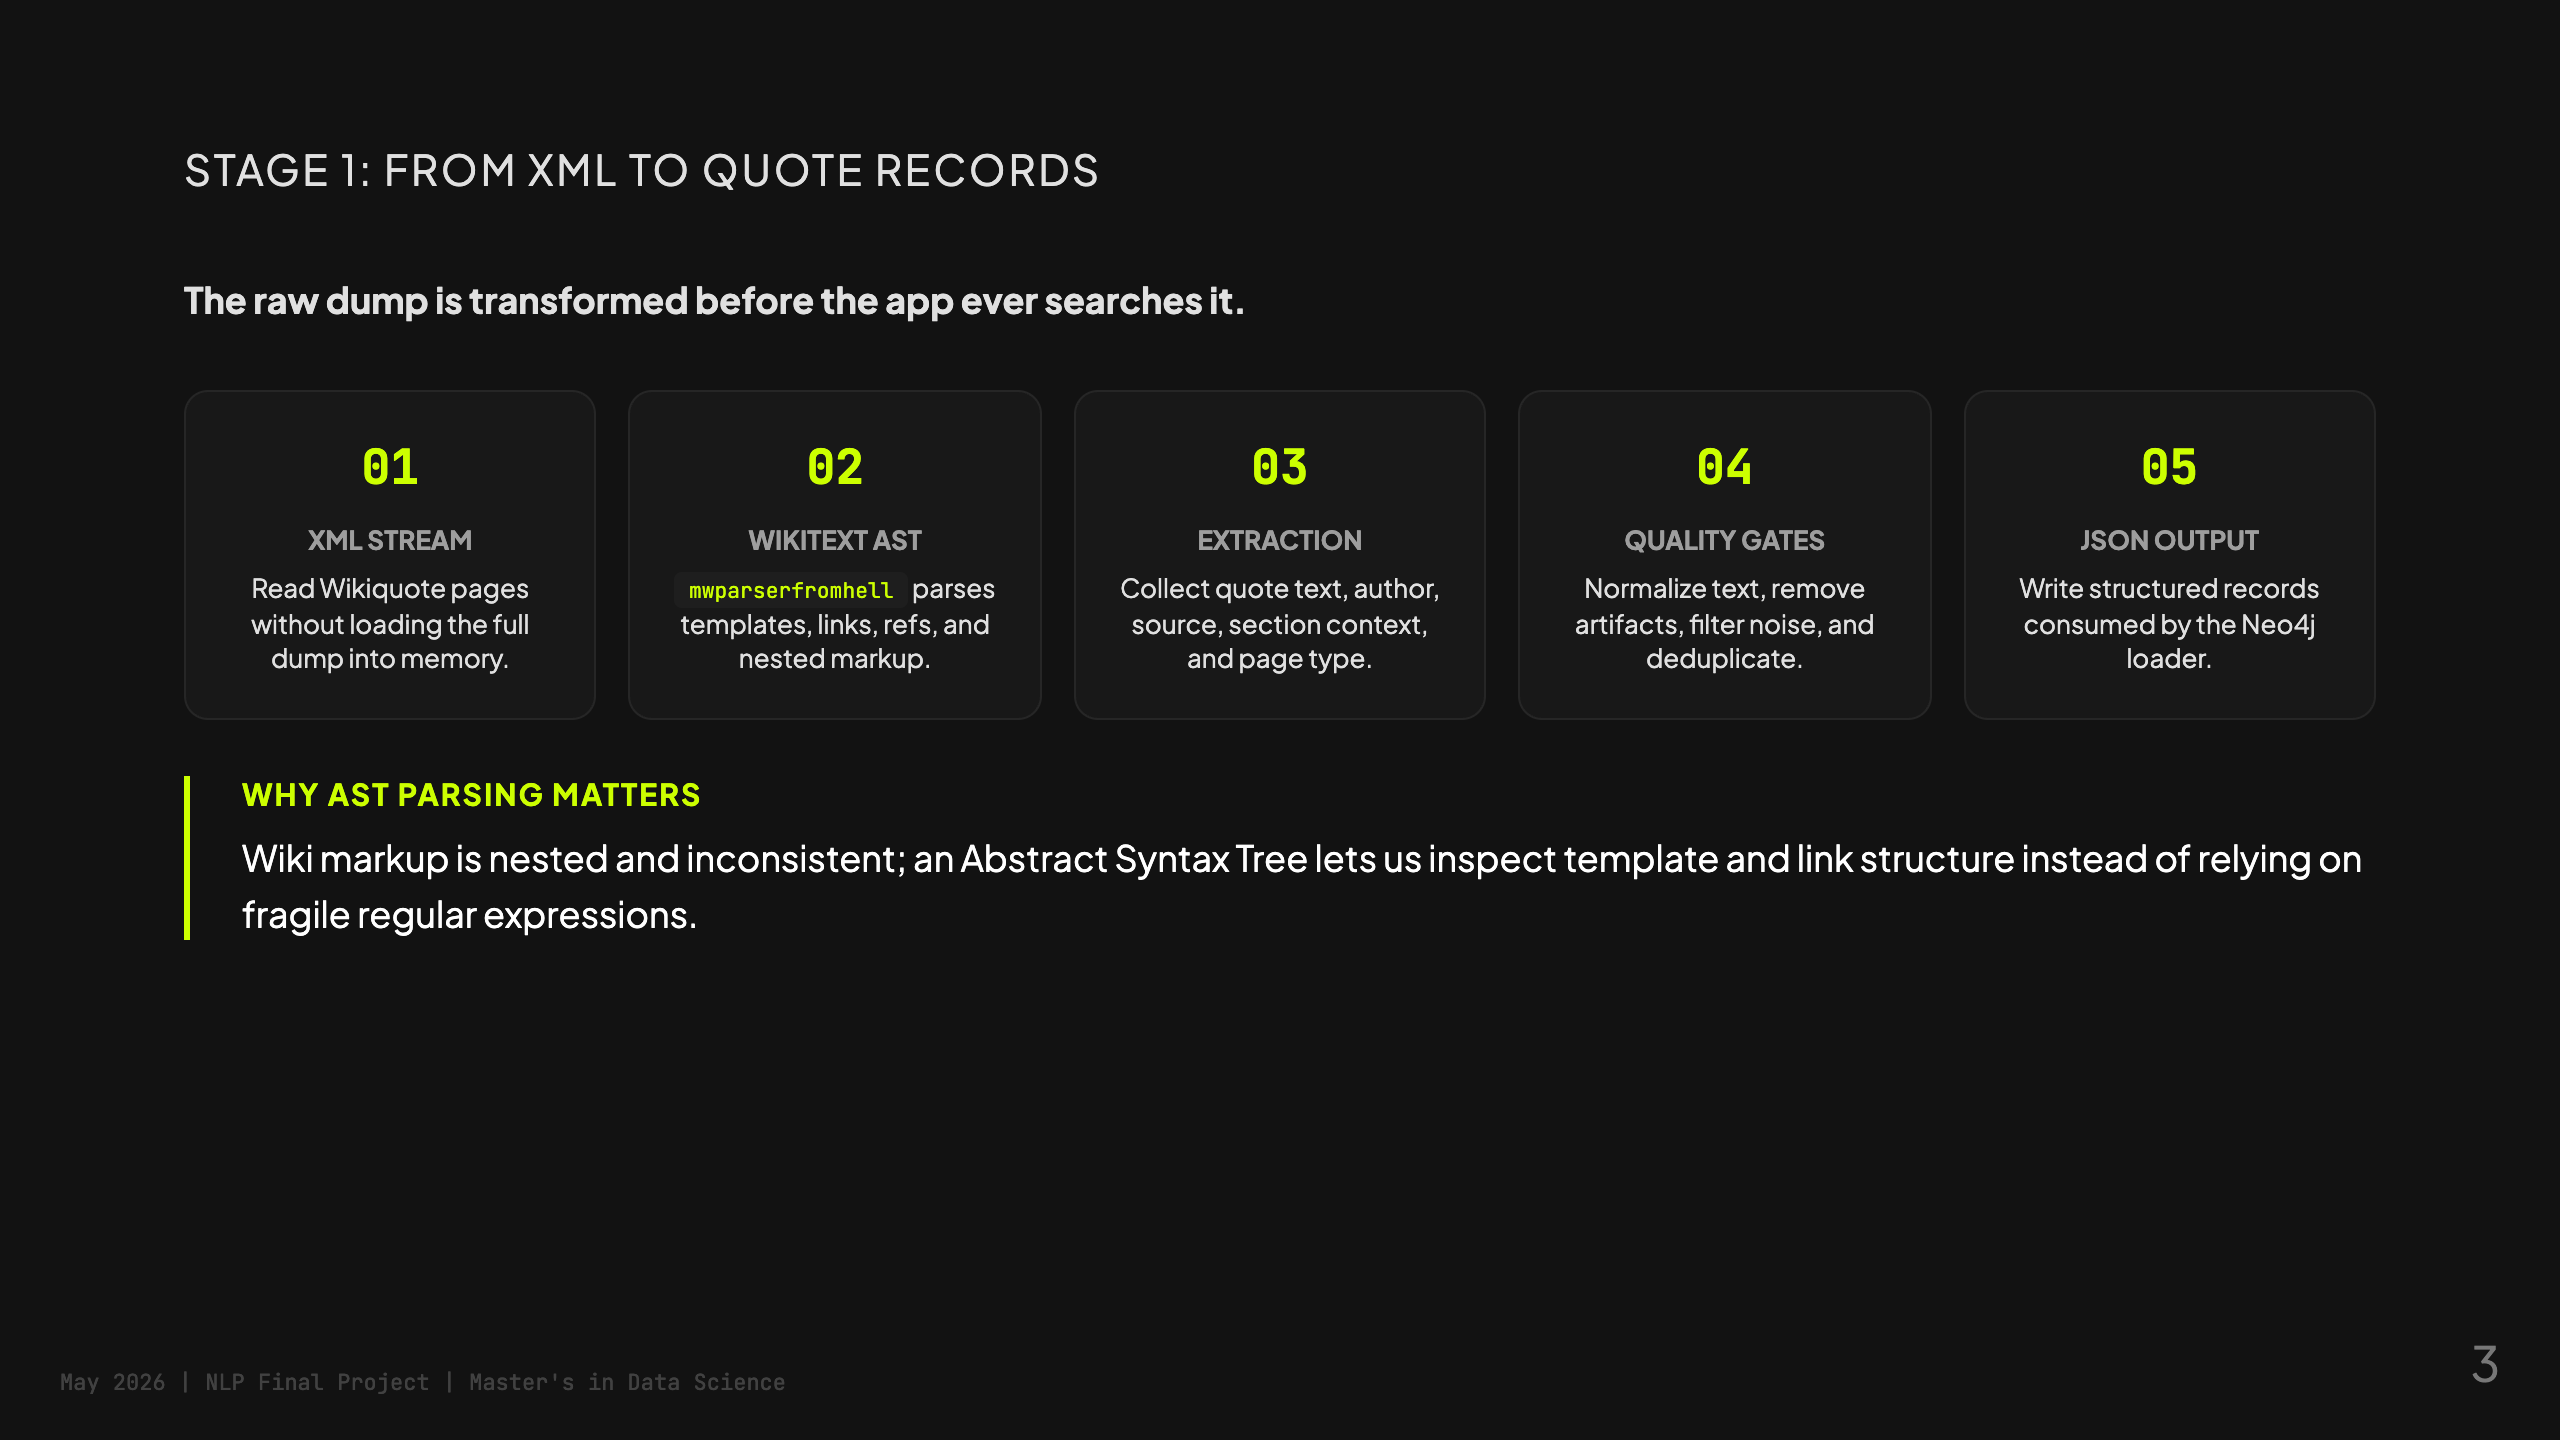 STAGE 1: FROM XML TO QUOTE RECORDS
The raw dump is transformed before the app ever searches it.
01
XML STREAM
Read Wikiquote pages
without loading the full
dump into memory.
02
WIKITEXT AST
mwparserfromhell parses
templates, links, refs, and
nested markup.
03
EXTRACTION
Collect quote text, author,
source, section context,
and page type.
04
QUALITY GATES
Normalize text, remove
artifacts, filter noise, and
deduplicate.
05
JSON OUTPUT
Write structured records
consumed by the Neo4j
loader.
WHY AST PARSING MATTERS
Wiki markup is nested and inconsistent; an Abstract Syntax Tree lets us inspect template and link structure instead of relying on
fragile regular expressions.
May 2026 | NLP Final Project | Master's in Data Science
3